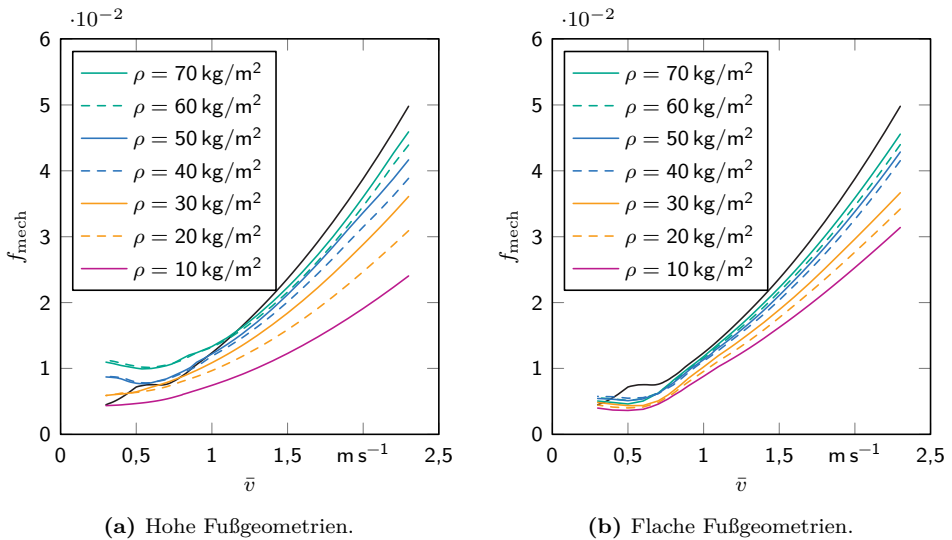 ·10⁻²
6
5
4
3
2
1
0
f_mech
ρ = 70 kg/m²
ρ = 60 kg/m²
ρ = 50 kg/m²
ρ = 40 kg/m²
ρ = 30 kg/m²
ρ = 20 kg/m²
ρ = 10 kg/m²
0 0,5 1 1,5 m s⁻¹ 2,5
v̄
(a) Hohe Fußgeometrien.
·10⁻²
6
5
4
3
2
1
0
f_mech
ρ = 70 kg/m²
ρ = 60 kg/m²
ρ = 50 kg/m²
ρ = 40 kg/m²
ρ = 30 kg/m²
ρ = 20 kg/m²
ρ = 10 kg/m²
0 0,5 1 1,5 m s⁻¹ 2,5
v̄
(b) Flache Fußgeometrien.